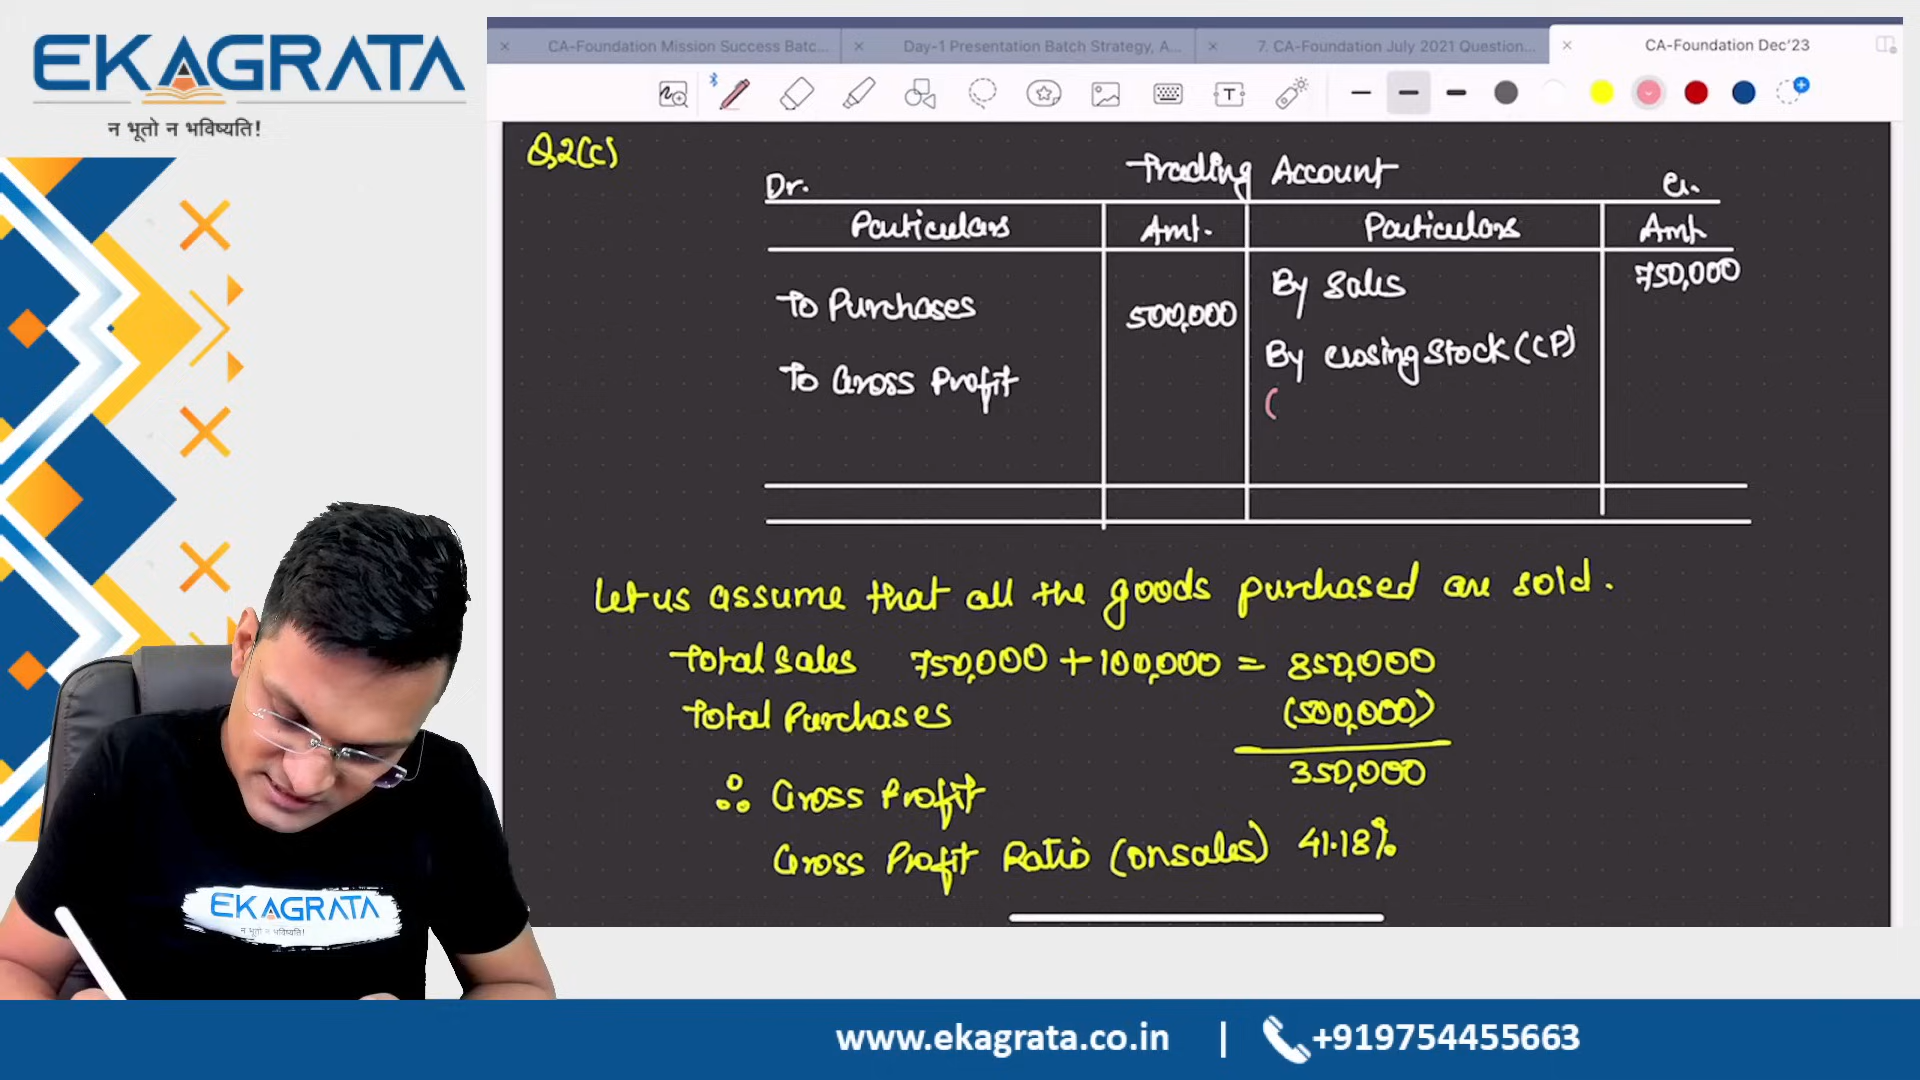 EKAGRATA
न भूतो न भविष्यति!
CA-Foundation Mission Success Batc...
Day-1 Presentation Batch Strategy, A...
7. CA-Foundation July 2021 Question...
CA-Foundation Dec'23
Q.2(C)
Trading Account
Dr.
Cr.
Particulars
Amt.
Particulars
Amt.
To Purchases
500,000
By Sales
750,000
To Gross Profit
By Closing Stock (CP)
(
Let us assume that all the goods purchased are sold.
Total Sales 750,000 + 100,000 = 850,000
Total Purchases (500,000)
350,000
∴ Gross Profit
Gross Profit Ratio (on sales) 41.18%
EKAGRATA
न भूतो न भविष्यति!
www.ekagrata.co.in | +919754455663